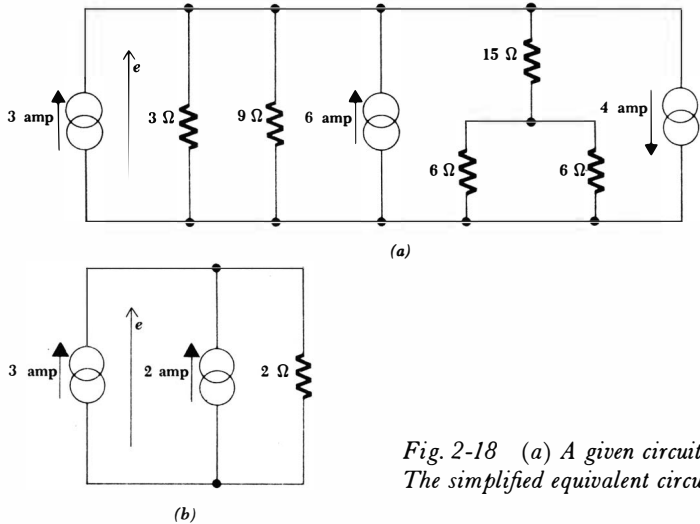 15 Ω
e
3 amp
3 Ω
9 Ω
6 amp
4 amp
6 Ω
6 Ω
(a)
e
3 amp
2 amp
2 Ω
Fig. 2-18 (a) A given circuit
The simplified equivalent
(b)